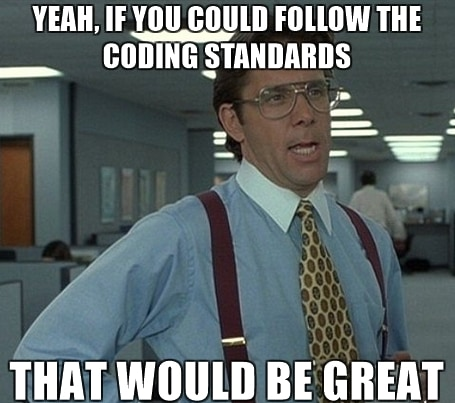 YEAH, IF YOU COULD FOLLOW THE
CODING STANDARDS
THAT WOULD BE GREAT